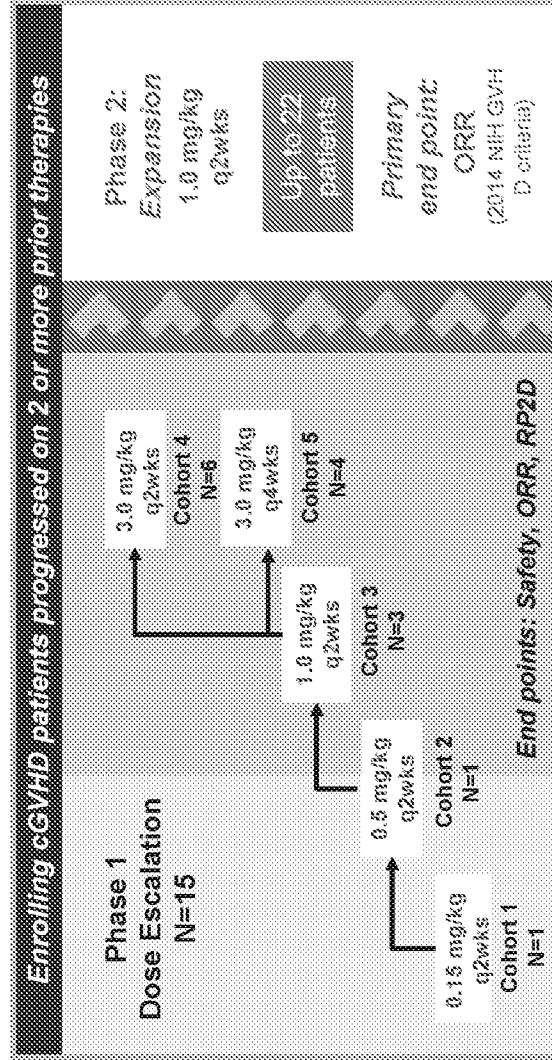 Enrolling cGVHD patients progressed on 2 or more prior therapies
Phase 1
Dose Escalation
N=15
0.15 mg/kg
q2wks
Cohort 1
N=1
0.5 mg/kg
q2wks
Cohort 2
N=1
1.0 mg/kg
q2wks
Cohort 3
N=3
3.0 mg/kg
q2wks
Cohort 4
N=6
3.0 mg/kg
q4wks
Cohort 5
N=4
End points: Safety, ORR, RP2D
Phase 2:
Expansion
1.0 mg/kg
q2wks
Up to 22
patients
Primary
end point:
ORR
(2014 NIH GVH
D criteria)